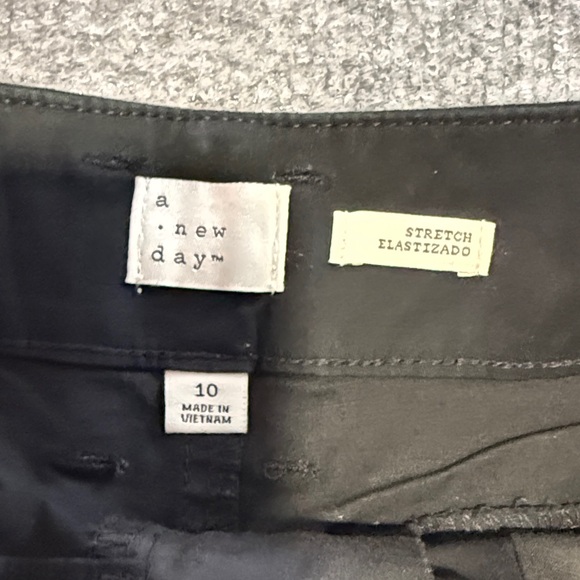 a
· new
day™
STRETCH
ELASTIZADO
10
MADE IN
VIETNAM